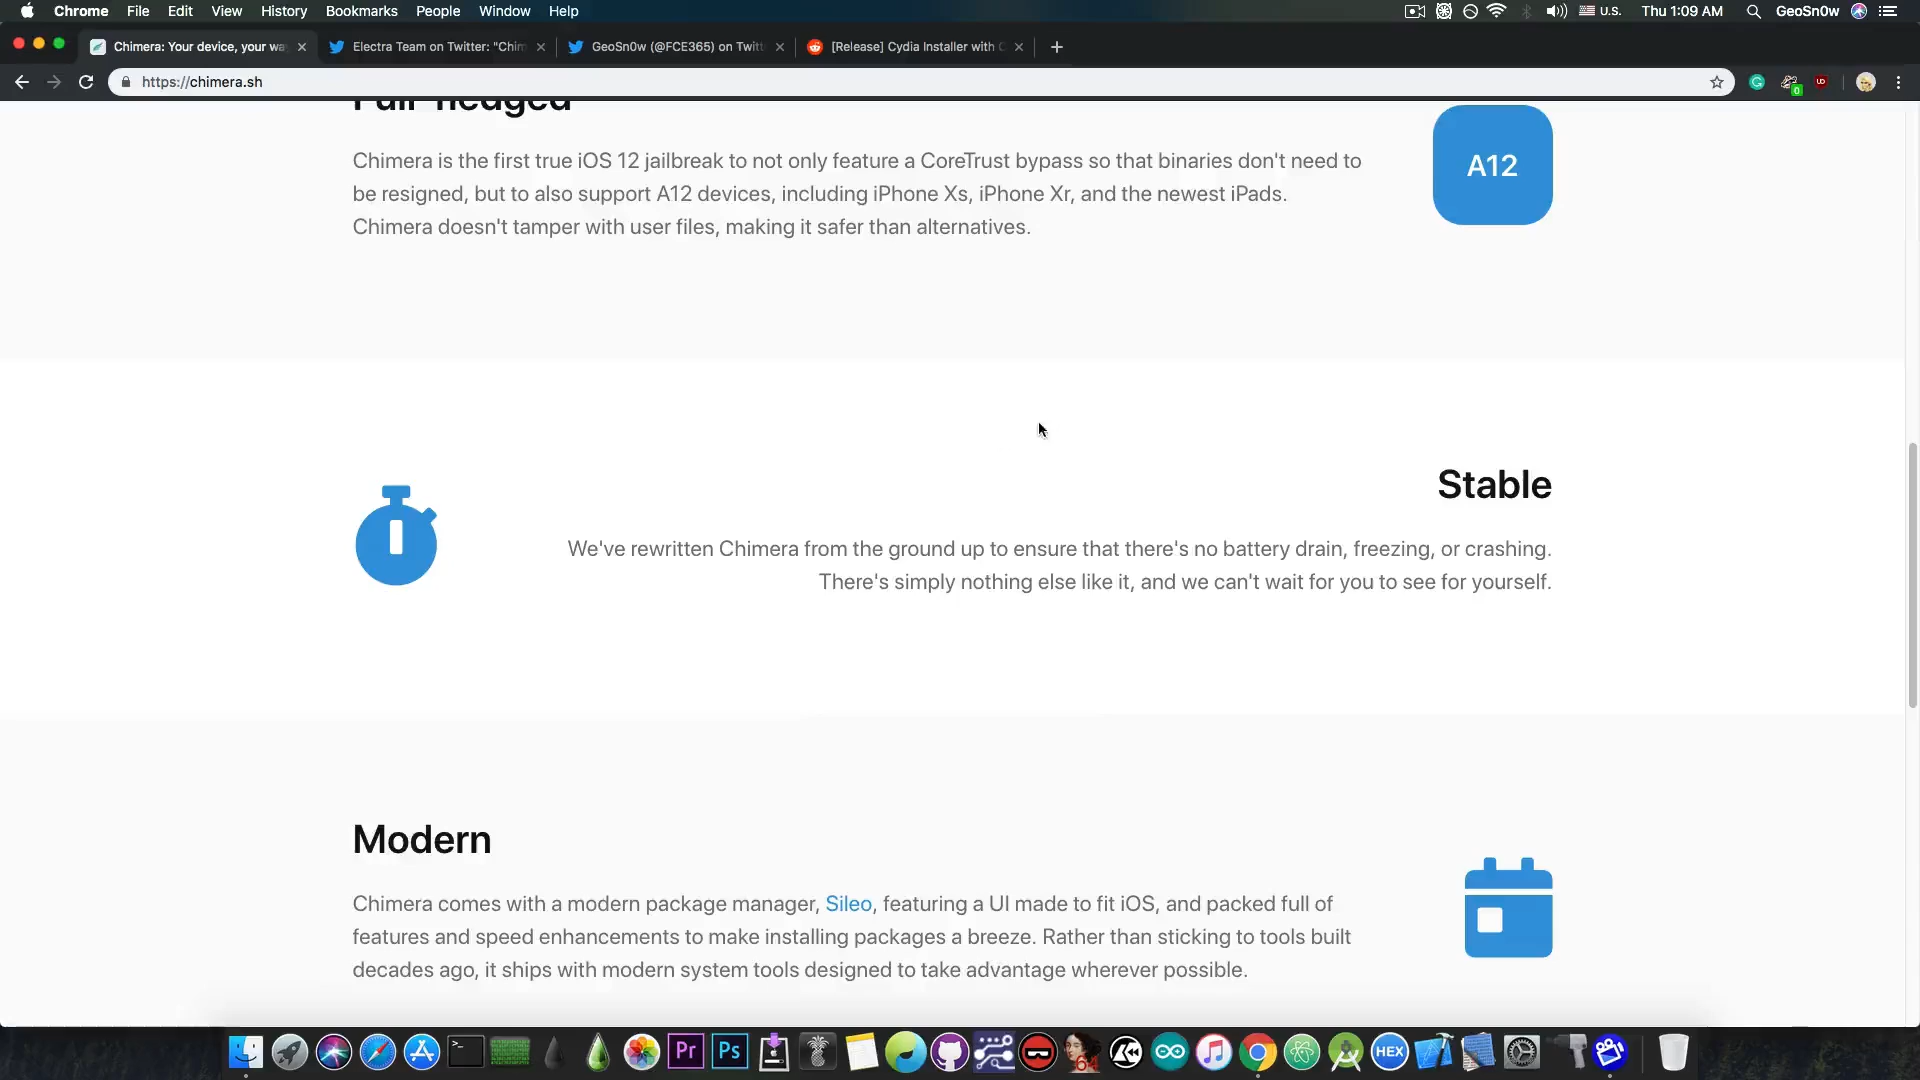 Chrome File Edit View History Bookmarks People Window Help U.S. Thu 1:09 AM GeoSn0w
Chimera: Your device, your wa
Electra Team on Twitter: "Chim
GeoSn0w (@FCE365) on Twitt
[Release] Cydia Installer with C
https://chimera.sh
0
Full-fledged
Chimera is the first true iOS 12 jailbreak to not only feature a CoreTrust bypass so that binaries don't need to
be resigned, but to also support A12 devices, including iPhone Xs, iPhone Xr, and the newest iPads.
Chimera doesn't tamper with user files, making it safer than alternatives.
A12
Stable
We've rewritten Chimera from the ground up to ensure that there's no battery drain, freezing, or crashing.
There's simply nothing else like it, and we can't wait for you to see for yourself.
Modern
Chimera comes with a modern package manager, Sileo, featuring a UI made to fit iOS, and packed full of
features and speed enhancements to make installing packages a breeze. Rather than sticking to tools built
decades ago, it ships with modern system tools designed to take advantage wherever possible.
Pr
Ps
64
HEX